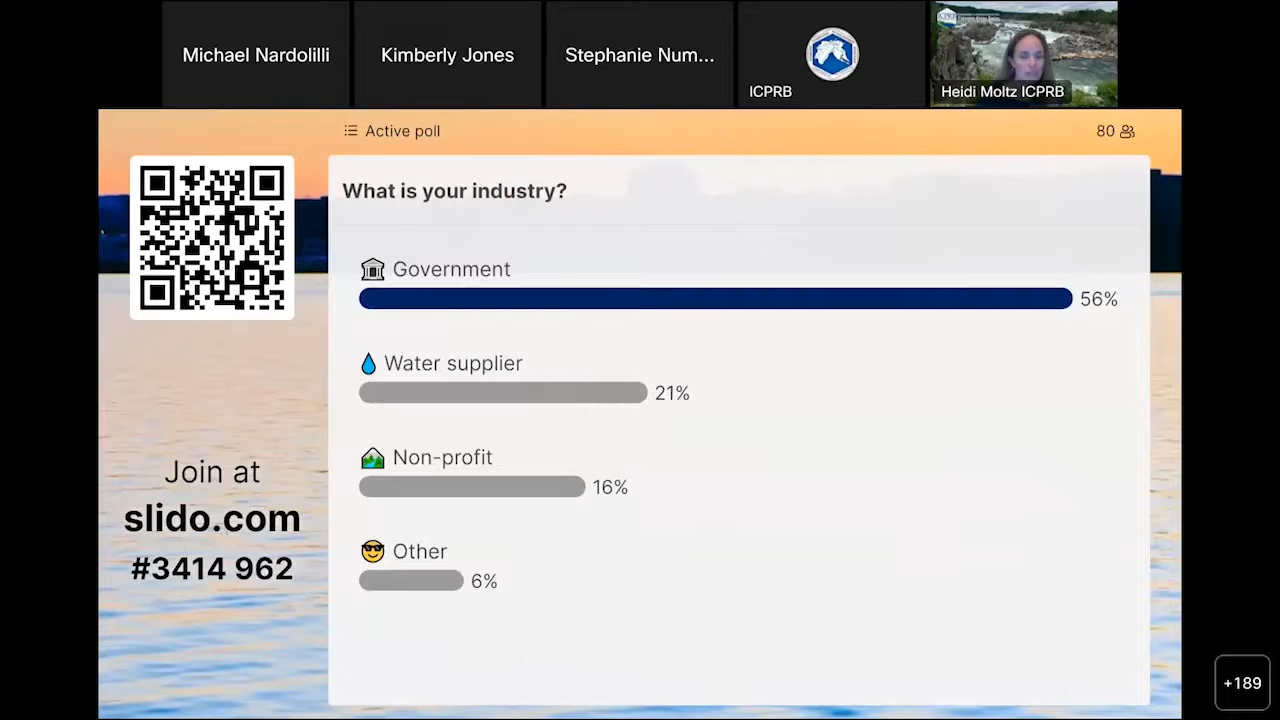 Michael Nardolilli
Kimberly Jones
Stephanie Num...
ICPRB
ICPRB
Heidi Moltz ICPRB
Active poll
80
What is your industry?
Government
56%
Water supplier
21%
Non-profit
16%
Other
6%
Join at
slido.com
#3414 962
+189